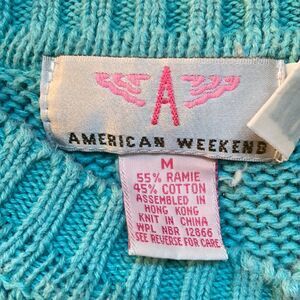 A
AMERICAN WEEKEND
M
55% RAMIE
45% COTTON
ASSEMBLED IN
HONG KONG
KNIT IN CHINA
WPL NBR 12866
SEE REVERSE FOR CARE